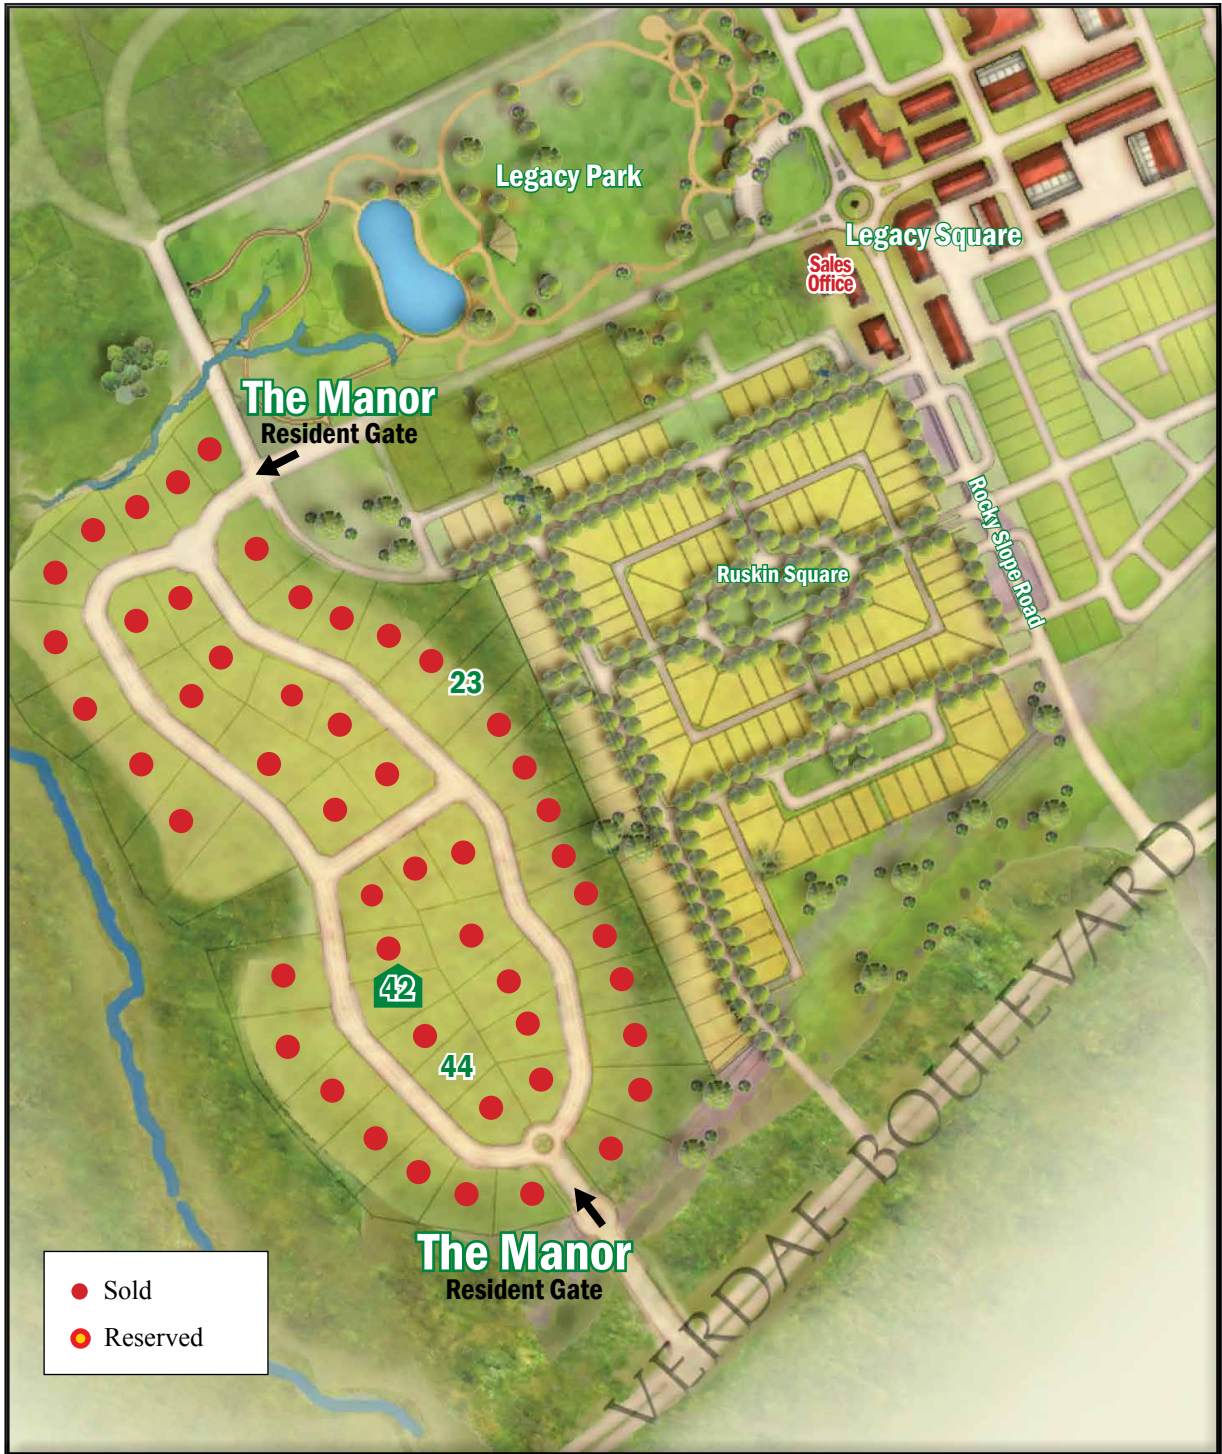 Legacy Park
Legacy Square
Sales
Office
The Manor
Resident Gate
Rocky Slope Road
Ruskin Square
23
42
44
The Manor
Resident Gate
VERDAE BOULEVARD
Sold
Reserved